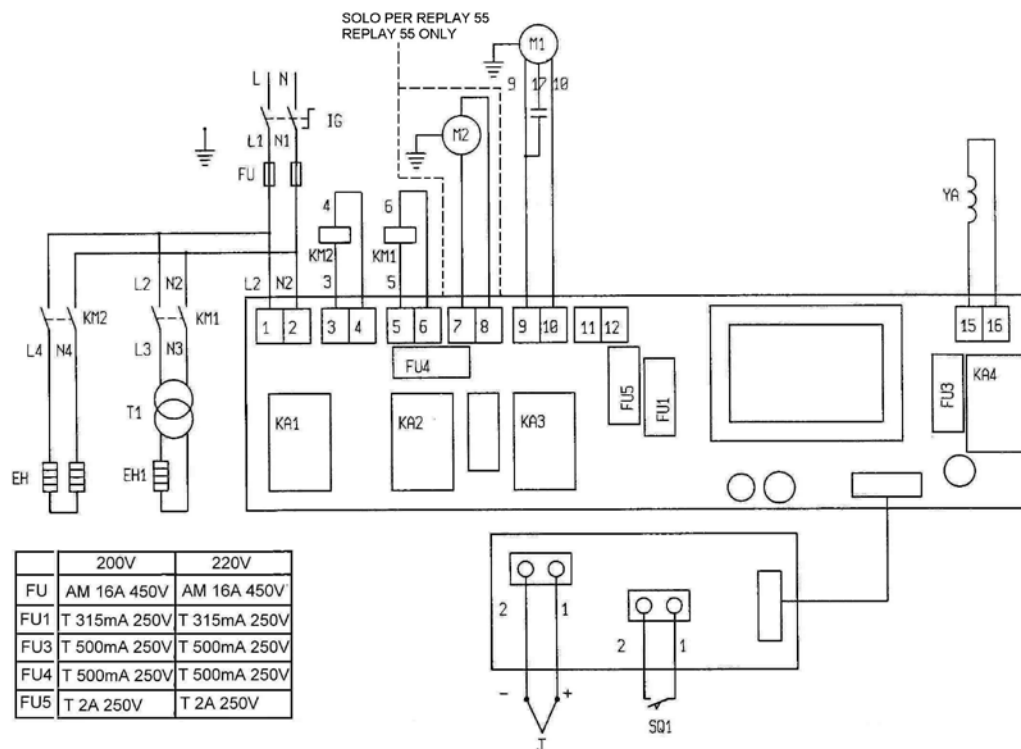 SOLO PER REPLAY 55
REPLAY 55 ONLY
M1
L N
9 17 10
IG
M2
L1 N1
FU
YA
4
6
KM2
KM1
L2 N2
L2 N2
3
5
KM2
KM1
1 2 3 4 5 6 7 8 9 10 11 12 15 16
L4 N4
L3 N3
FU4
FU5
FU1
FU3
KA4
T1
KA1
KA2
KA3
EH
EH1
200V 220V
FU AM 16A 450V AM 16A 450V
FU1 T 315mA 250V T 315mA 250V
FU3 T 500mA 250V T 500mA 250V
FU4 T 500mA 250V T 500mA 250V
FU5 T 2A 250V T 2A 250V
2 1
2 1
- +
SQ1
T